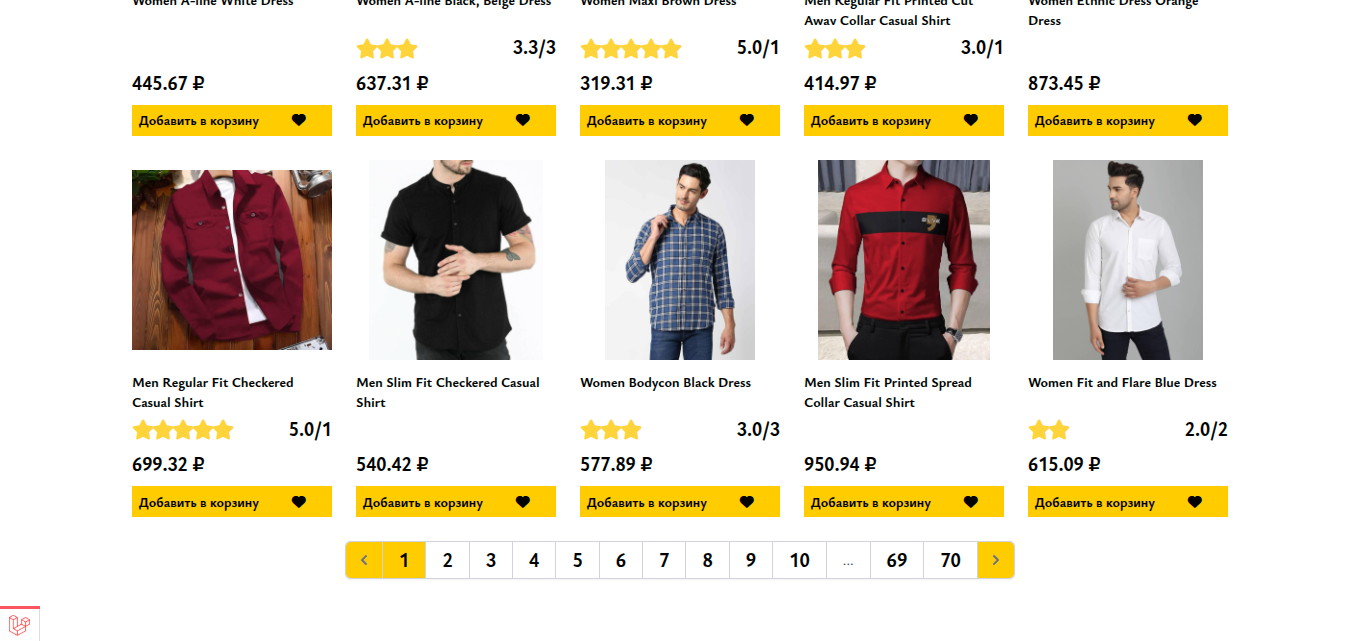 Women A-line White Dress
Women A-line Black, Beige Dress
Women Maxi Brown Dress
Men Regular Fit Printed Cut
Away Collar Casual Shirt
Women Ethnic Dress Orange
Dress
3.3/3
5.0/1
3.0/1
445.67 ₽
637.31 ₽
319.31 ₽
414.97 ₽
873.45 ₽
Добавить в корзину
Добавить в корзину
Добавить в корзину
Добавить в корзину
Добавить в корзину
Men Regular Fit Checkered
Casual Shirt
Men Slim Fit Checkered Casual
Shirt
Women Bodycon Black Dress
Men Slim Fit Printed Spread
Collar Casual Shirt
Women Fit and Flare Blue Dress
5.0/1
3.0/3
2.0/2
699.32 ₽
540.42 ₽
577.89 ₽
950.94 ₽
615.09 ₽
Добавить в корзину
Добавить в корзину
Добавить в корзину
Добавить в корзину
Добавить в корзину
1 2 3 4 5 6 7 8 9 10 ... 69 70